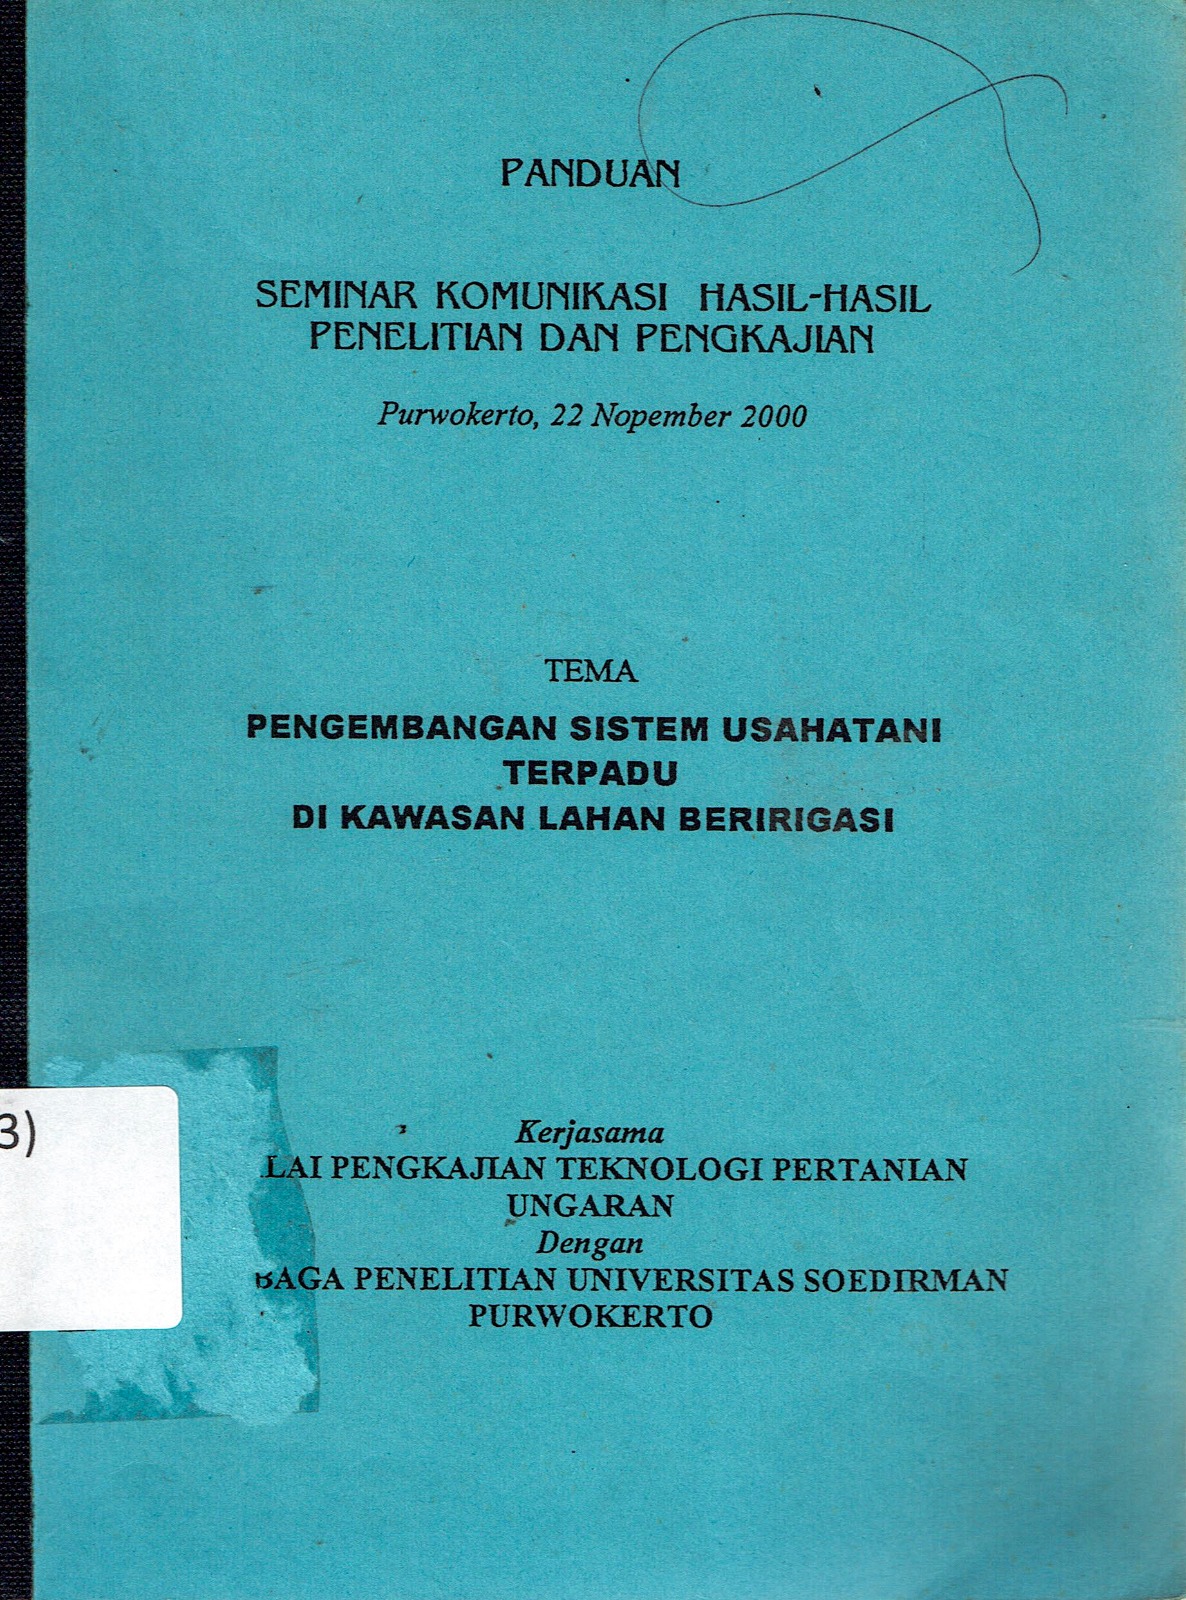 PANDUAN
SEMINAR KOMUNIKASI HASIL-HASIL
PENELITIAN DAN PENGKAJIAN
Purwokerto, 22 Nopember 2000
TEMA
PENGEMBANGAN SISTEM USAHATANI
TERPADU
DI KAWASAN LAHAN BERIRIGASI
3)
Kerjasama
LAI PENGKAJIAN TEKNOLOGI PERTANIAN
UNGARAN
Dengan
BAGA PENELITIAN UNIVERSITAS SOEDIRMAN
PURWOKERTO